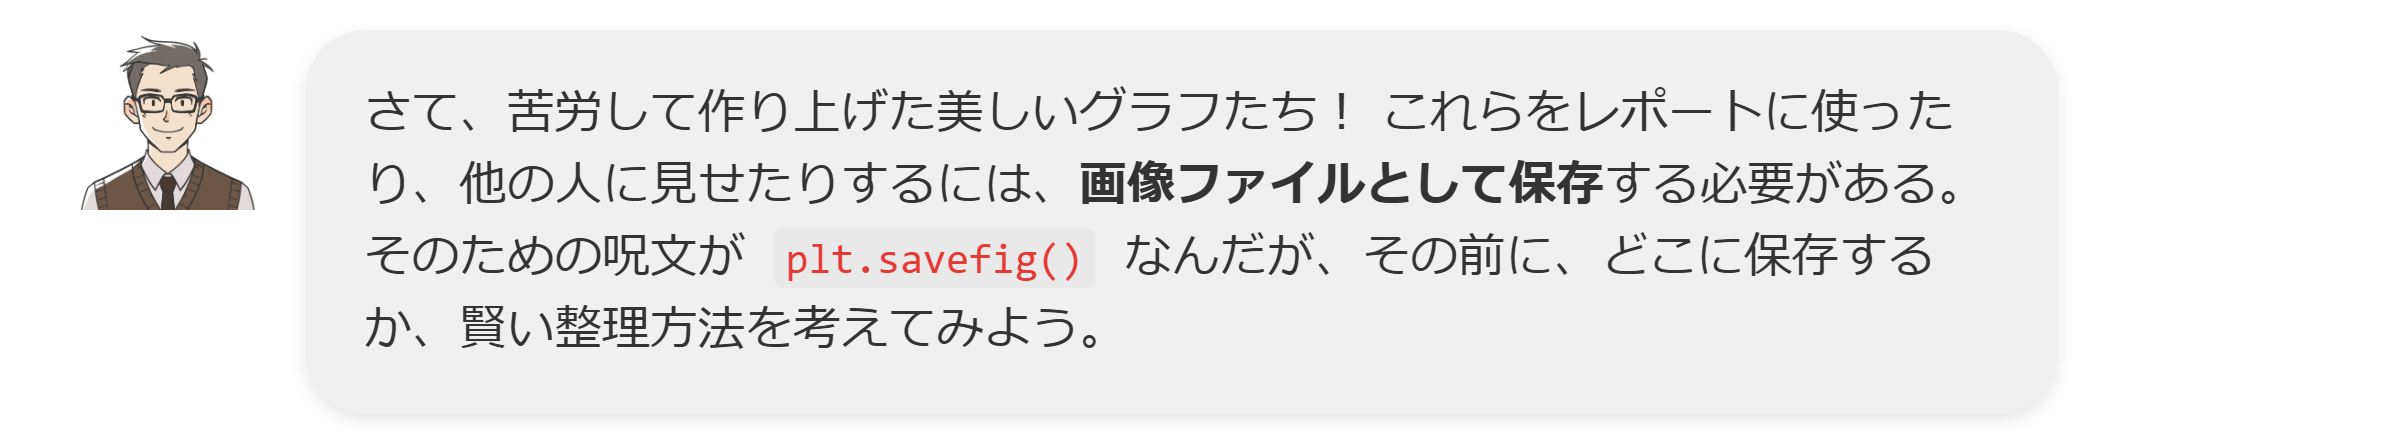 さて、苦労して作り上げた美しいグラフたち！ これらをレポートに使った
り、他の人に見せたりするには、画像ファイルとして保存する必要がある。
そのための呪文が plt.savefig() なんだが、その前に、どこに保存する
か、賢い整理方法を考えてみよう。